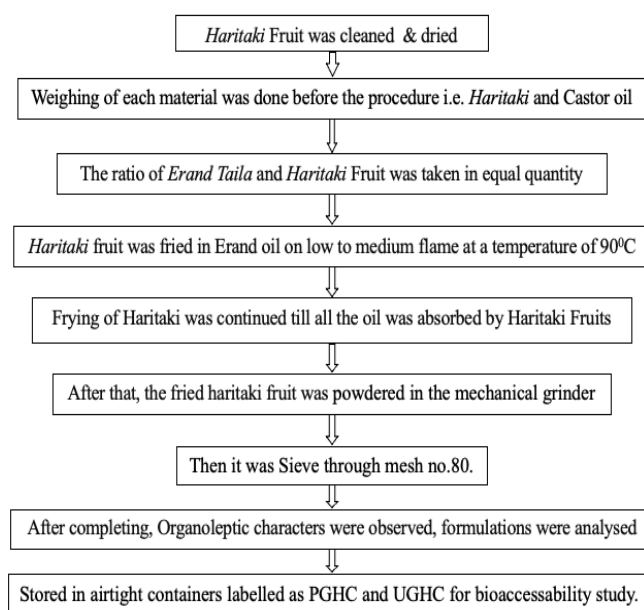 Haritaki Fruit was cleaned & dried
Weighing of each material was done before the procedure i.e. Haritaki and Castor oil
The ratio of Erand Taila and Haritaki Fruit was taken in equal quantity
Haritaki fruit was fried in Erand oil on low to medium flame at a temperature of 90⁰C
Frying of Haritaki was continued till all the oil was absorbed by Haritaki Fruits
After that, the fried haritaki fruit was powdered in the mechanical grinder
Then it was Sieve through mesh no.80.
After completing, Organoleptic characters were observed, formulations were analysed
Stored in airtight containers labelled as PGHC and UGHC for bioaccessability study.